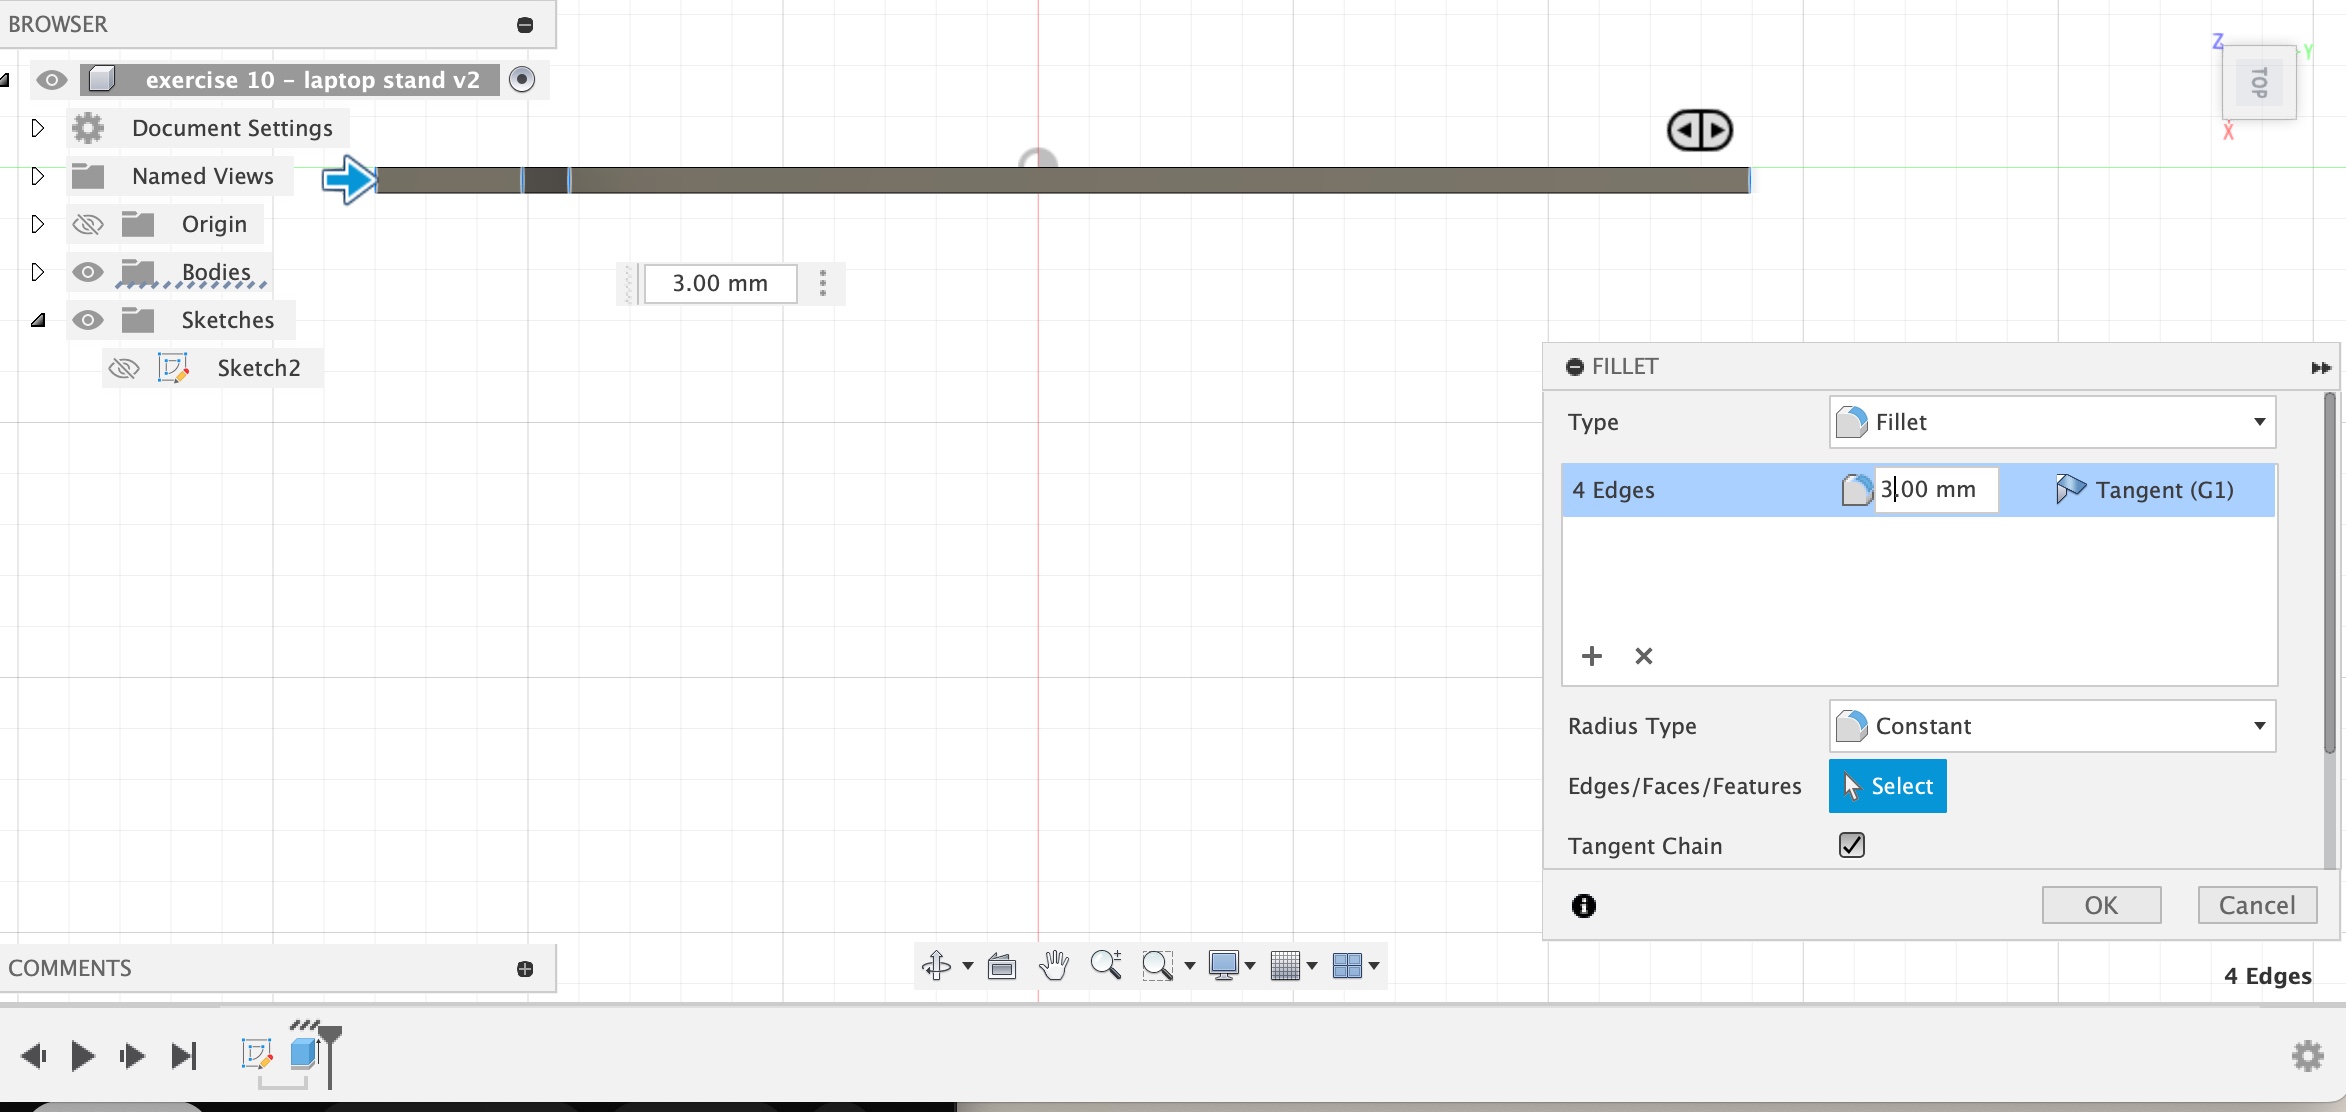 BROWSER
exercise 10 - laptop stand v2
Document Settings
Named Views
Origin
Bodies
Sketches
Sketch2
Z
Y
TOP
X
3.00 mm
FILLET
Type
Fillet
4 Edges
3.00 mm
Tangent (G1)
Radius Type
Constant
Edges/Faces/Features
Select
Tangent Chain
OK
Cancel
COMMENTS
4 Edges